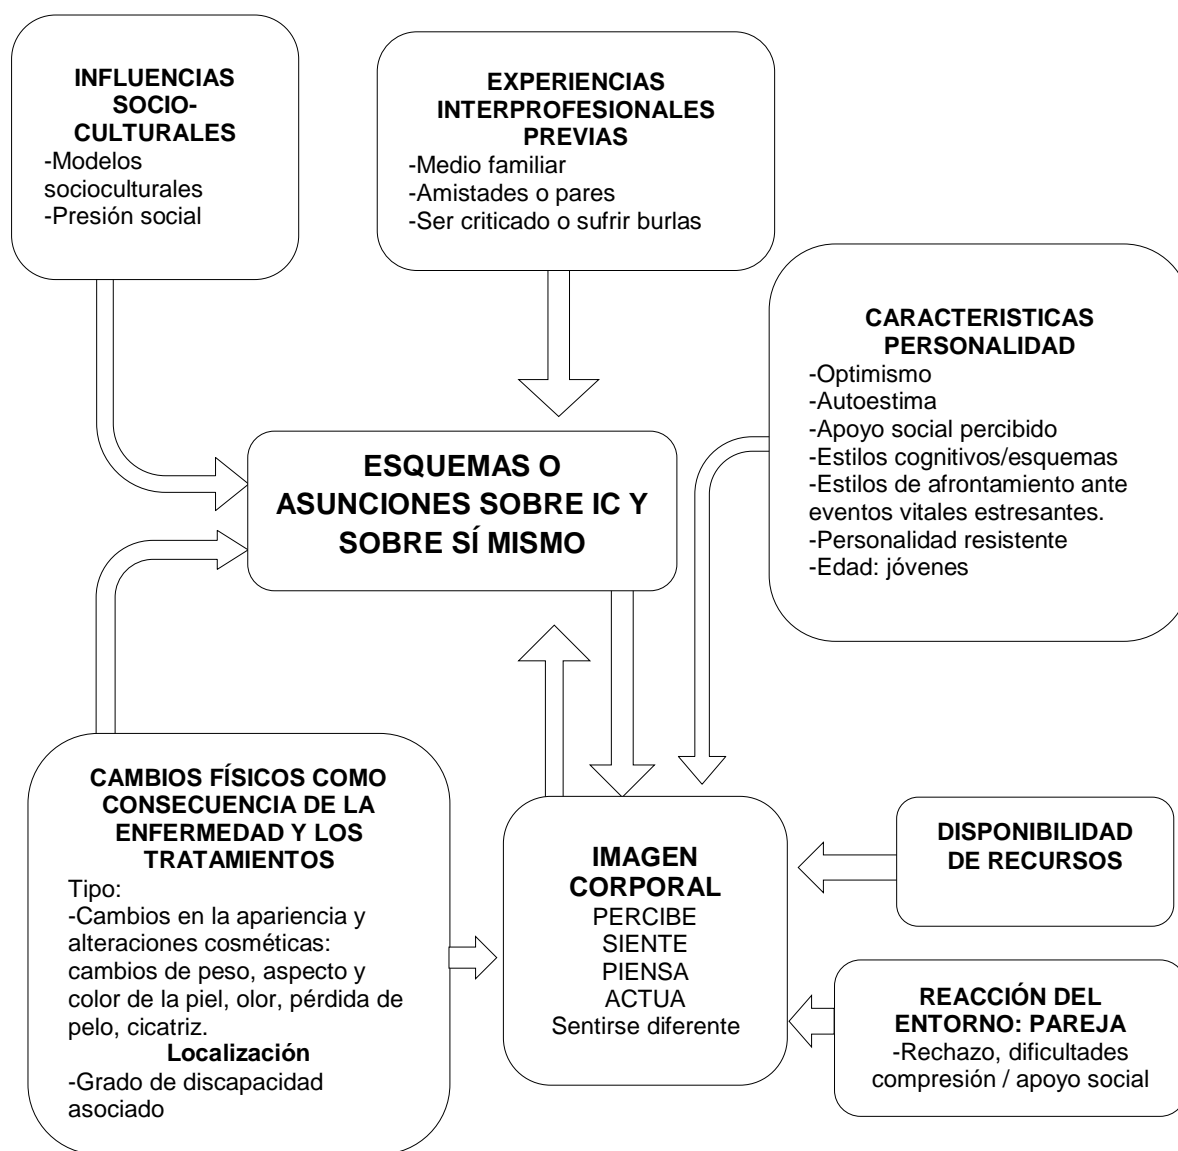 INFLUENCIAS
SOCIO-
CULTURALES
-Modelos
socioculturales
-Presión social
EXPERIENCIAS
INTERPROFESIONALES
PREVIAS
-Medio familiar
-Amistades o pares
-Ser criticado o sufrir burlas
CARACTERISTICAS
PERSONALIDAD
-Optimismo
-Autoestima
-Apoyo social percibido
-Estilos cognitivos/esquemas
-Estilos de afrontamiento ante
eventos vitales estresantes.
-Personalidad resistente
-Edad: jóvenes
ESQUEMAS O
ASUNCIONES SOBRE IC Y
SOBRE SÍ MISMO
CAMBIOS FÍSICOS COMO
CONSECUENCIA DE LA
ENFERMEDAD Y LOS
TRATAMIENTOS
Tipo:
-Cambios en la apariencia y
alteraciones cosméticas:
cambios de peso, aspecto y
color de la piel, olor, pérdida de
pelo, cicatriz.
Localización
-Grado de discapacidad
asociado
IMAGEN
CORPORAL
PERCIBE
SIENTE
PIENSA
ACTUA
Sentirse diferente
DISPONIBILIDAD
DE RECURSOS
REACCIÓN DEL
ENTORNO: PAREJA
-Rechazo, dificultades
compresión / apoyo social